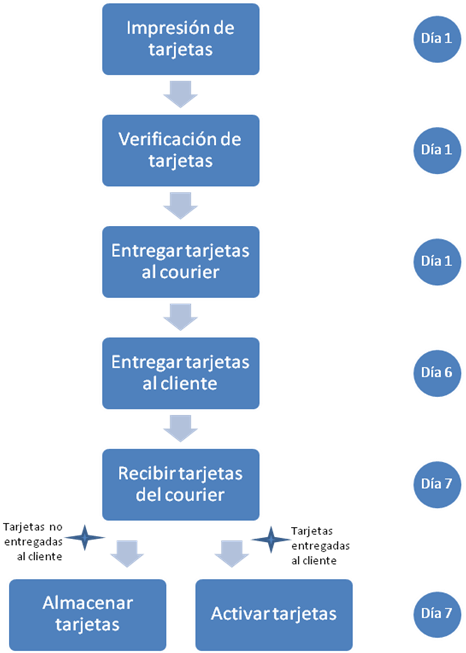 Impresión de
tarjetas
Día 1
Verificación de
tarjetas
Día 1
Entregar tarjetas
al courier
Día 1
Entregar tarjetas
al cliente
Día 6
Recibir tarjetas
del courier
Día 7
Tarjetas no
entregadas
al cliente
Tarjetas
entregadas
al cliente
Almacenar
tarjetas
Activar tarjetas
Día 7